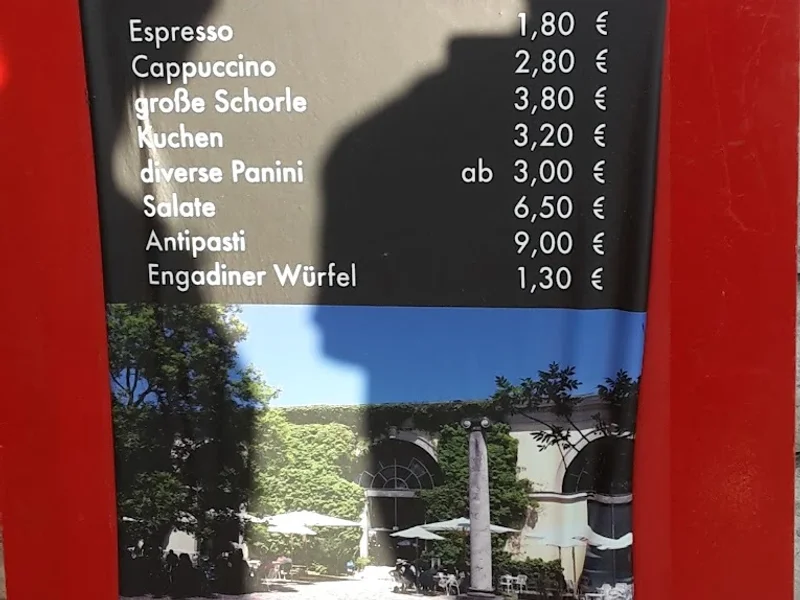 Espresso 1,80 €
Cappuccino 2,80 €
große Schorle 3,80 €
Kuchen 3,20 €
diverse Panini ab 3,00 €
Salate 6,50 €
Antipasti 9,00 €
Engadiner Würfel 1,30 €